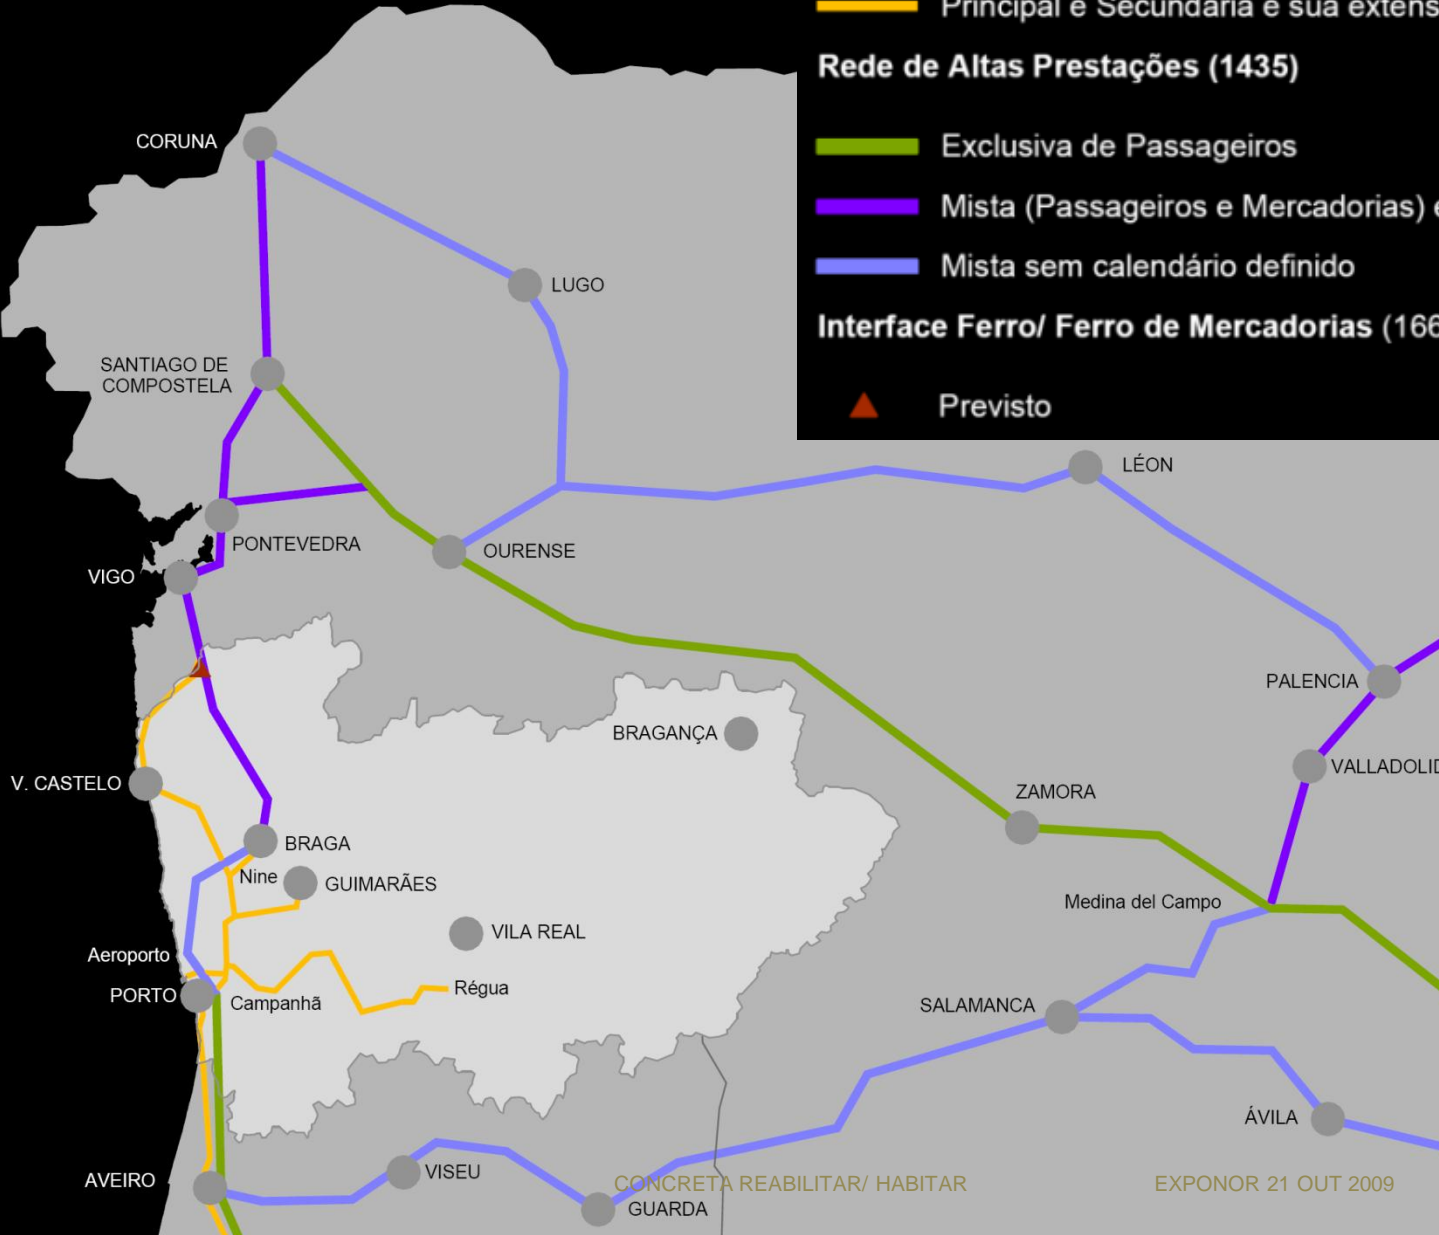 Principal e Secundária e sua extens
Rede de Altas Prestações (1435)
Exclusiva de Passageiros
Mista (Passageiros e Mercadorias) e
Mista sem calendário definido
Interface Ferro/ Ferro de Mercadorias (166
Previsto
CORUNA
LUGO
SANTIAGO DE
COMPOSTELA
LÉON
PONTEVEDRA
OURENSE
VIGO
PALENCIA
BRAGANÇA
VALLADOLID
V. CASTELO
ZAMORA
BRAGA
Nine
GUIMARÃES
Medina del Campo
VILA REAL
Aeroporto
PORTO
Campanhã
Régua
SALAMANCA
ÁVILA
AVEIRO
VISEU
CONCRETA REABILITAR/ HABITAR
EXPONOR 21 OUT 2009
GUARDA